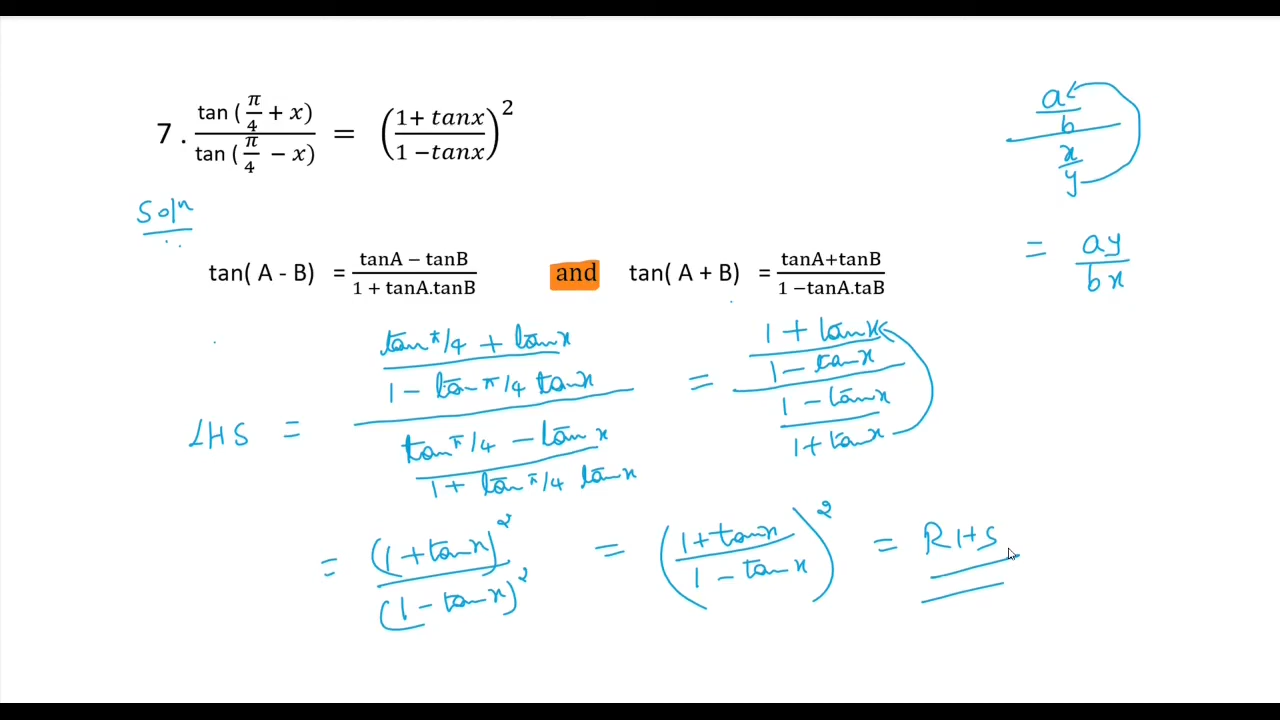 7 . tan (π/4 + x) / tan (π/4 − x) = ((1+ tanx) / (1 −tanx))²
a/b / x/y
Soln
∴
= ay/bx
tan( A - B) = (tanA − tanB) / (1 + tanA.tanB) and tan( A + B) = (tanA+tanB) / (1 −tanA.taB)
LHS = ((tan π/4 + tan x) / (1 − tan π/4 tan x)) / ((tan π/4 − tan x) / (1 + tan π/4 tan x)) = ((1 + tan x) / (1 − tan x)) / ((1 − tan x) / (1 + tan x))
= (1 + tan x)² / (1 − tan x)² = ((1 + tan x) / (1 − tan x))² = RHS